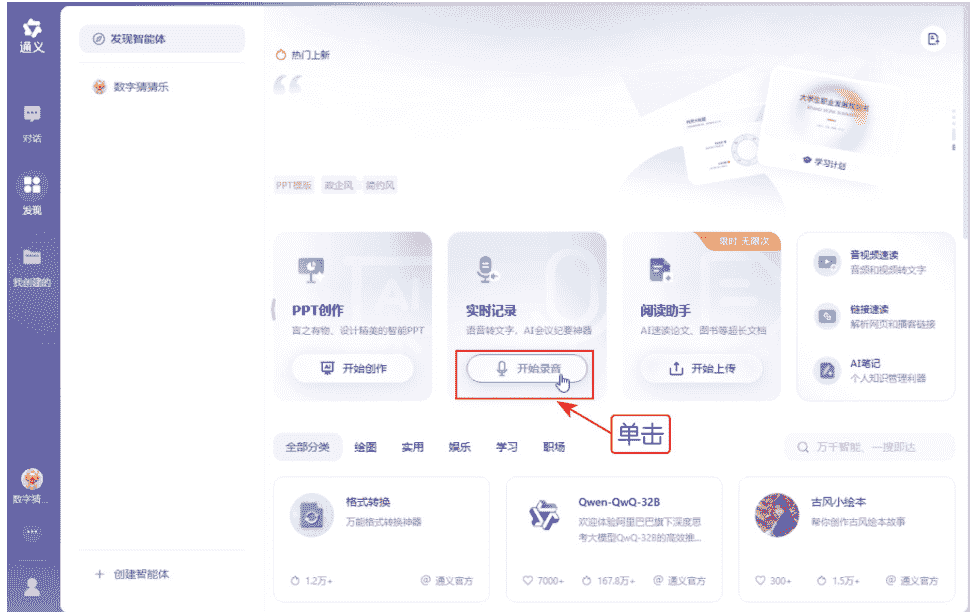 通义
对话
发现
我创建的
数字猜...
发现智能体
数字猜猜乐
创建智能体
热门上新
PPT模版 政企风 简约风
大学生职业发展规划书
学习计划
PPT创作
言之有物、设计精美的智能PPT
开始创作
实时记录
语音转文字、AI会议纪要神器
开始录音
单击
限时 无限次
阅读助手
AI速读论文、图书等超长文档
开始上传
音视频速读
音频和视频转文字
链接速读
解析网页和播客链接
AI笔记
个人知识管理利器
全部分类 绘图 实用 娱乐 学习 职场
万千智能，一搜即达
格式转换
万能格式转换神器
1.2万+ @ 通义官方
Qwen-QwQ-32B
欢迎体验阿里巴巴旗下深度思
考大模型QwQ-32B的高效推...
7000+ 167.8万+ @ 通义官方
古风小绘本
帮你创作古风绘本故事
300+ 1.5万+ @ 通义官方